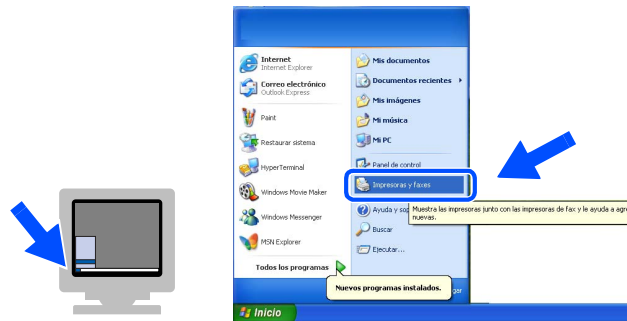 Internet
Internet Explorer
Correo electrónico
Outlook Express
Paint
Restaurar sistema
HyperTerminal
Windows Movie Maker
Windows Messenger
MSN Explorer
Todos los programas
Mis documentos
Documentos recientes
Mis imágenes
Mi música
Mi PC
Panel de control
Impresoras y faxes
Ayuda y so
Muestra las impresoras junto con las impresoras de fax y le ayuda a agre
nuevas.
Buscar
Ejecutar...
Nuevos programas instalados.
gar
Inicio